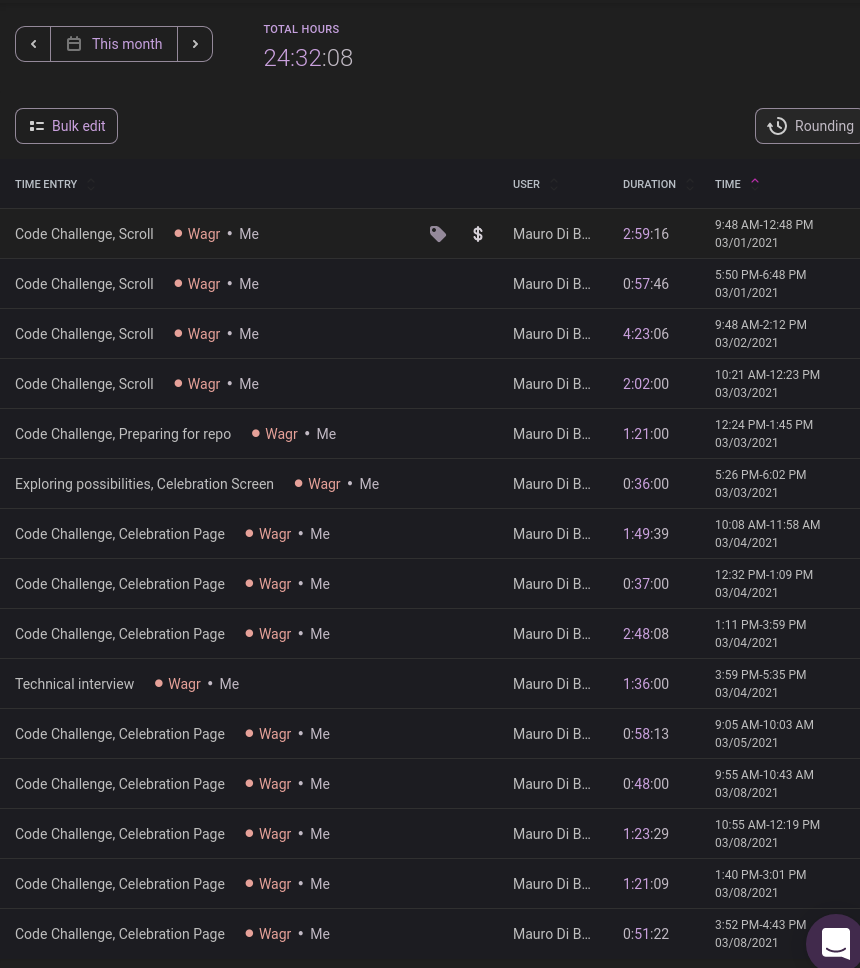 This month
TOTAL HOURS
24:32:08
Bulk edit
Rounding
TIME ENTRY USER DURATION TIME
Code Challenge, Scroll • Wagr • Me $ Mauro Di B... 2:59:16 9:48 AM-12:48 PM
03/01/2021
Code Challenge, Scroll • Wagr • Me Mauro Di B... 0:57:46 5:50 PM-6:48 PM
03/01/2021
Code Challenge, Scroll • Wagr • Me Mauro Di B... 4:23:06 9:48 AM-2:12 PM
03/02/2021
Code Challenge, Scroll • Wagr • Me Mauro Di B... 2:02:00 10:21 AM-12:23 PM
03/03/2021
Code Challenge, Preparing for repo • Wagr • Me Mauro Di B... 1:21:00 12:24 PM-1:45 PM
03/03/2021
Exploring possibilities, Celebration Screen • Wagr • Me Mauro Di B... 0:36:00 5:26 PM-6:02 PM
03/03/2021
Code Challenge, Celebration Page • Wagr • Me Mauro Di B... 1:49:39 10:08 AM-11:58 AM
03/04/2021
Code Challenge, Celebration Page • Wagr • Me Mauro Di B... 0:37:00 12:32 PM-1:09 PM
03/04/2021
Code Challenge, Celebration Page • Wagr • Me Mauro Di B... 2:48:08 1:11 PM-3:59 PM
03/04/2021
Technical interview • Wagr • Me Mauro Di B... 1:36:00 3:59 PM-5:35 PM
03/04/2021
Code Challenge, Celebration Page • Wagr • Me Mauro Di B... 0:58:13 9:05 AM-10:03 AM
03/05/2021
Code Challenge, Celebration Page • Wagr • Me Mauro Di B... 0:48:00 9:55 AM-10:43 AM
03/08/2021
Code Challenge, Celebration Page • Wagr • Me Mauro Di B... 1:23:29 10:55 AM-12:19 PM
03/08/2021
Code Challenge, Celebration Page • Wagr • Me Mauro Di B... 1:21:09 1:40 PM-3:01 PM
03/08/2021
Code Challenge, Celebration Page • Wagr • Me Mauro Di B... 0:51:22 3:52 PM-4:43 PM
03/08/2021